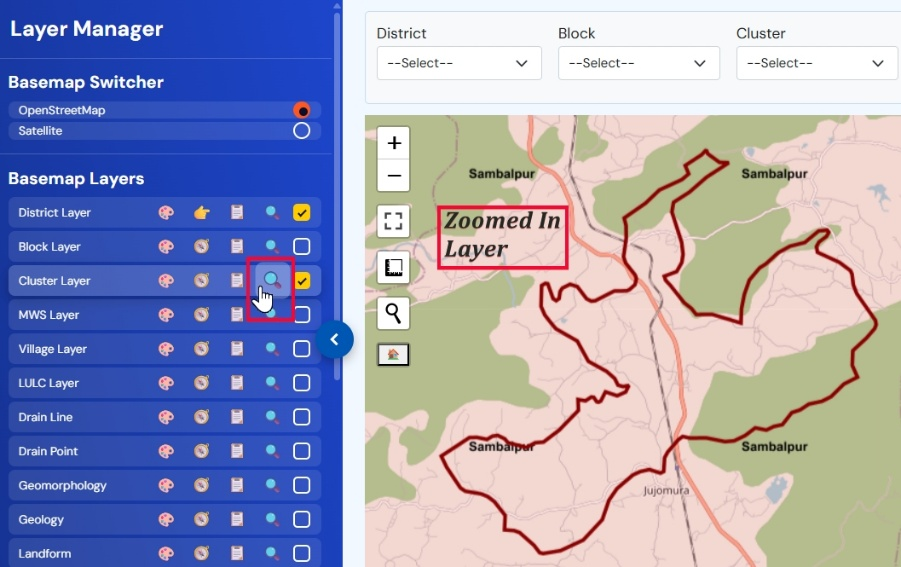 Layer Manager
Basemap Switcher
OpenStreetMap
Satellite
Basemap Layers
District Layer
Block Layer
Cluster Layer
MWS Layer
Village Layer
LULC Layer
Drain Line
Drain Point
Geomorphology
Geology
Landform
District
Block
Cluster
--Select--
--Select--
--Select--
+
−
Sambalpur
Sambalpur
Zoomed In
Layer
Sambalpur
Sambalpur
Jujomura